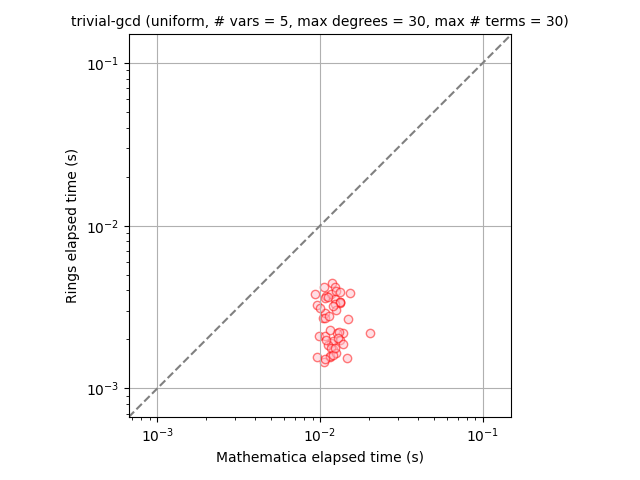 trivial-gcd (uniform, # vars = 5, max degrees = 30, max # terms = 30)
Rings elapsed time (s)
10⁻¹
10⁻²
10⁻³
10⁻³ 10⁻² 10⁻¹
Mathematica elapsed time (s)